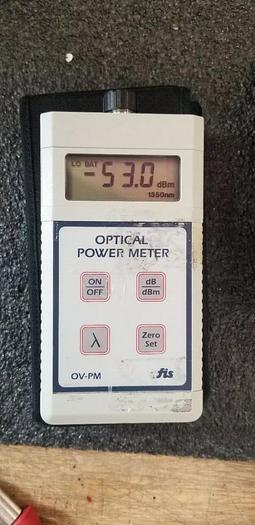 LO BAT
-53.0 dBm
1550nm
OPTICAL
POWER METER
ON
OFF
dB
dBm
λ
Zero
Set
OV-PM
fis